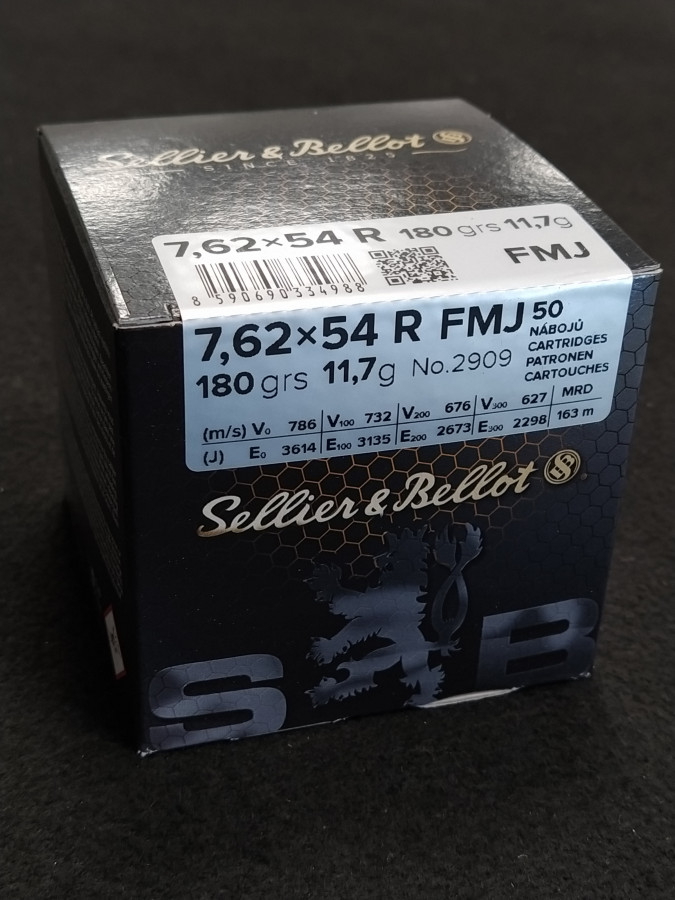 Sellier & Bellot
SINCE 1825
7,62×54 R 180 grs 11,7g
FMJ
8 590690 334988
7,62×54 R FMJ 50
NÁBOJŮ
CARTRIDGES
PATRONEN
CARTOUCHES
180 grs 11,7g No.2909
(m/s) V₀ 786 V₁₀₀ 732 V₂₀₀ 676 V₃₀₀ 627 MRD
(J) E₀ 3614 E₁₀₀ 3135 E₂₀₀ 2673 E₃₀₀ 2298 163 m
Sellier & Bellot
S B